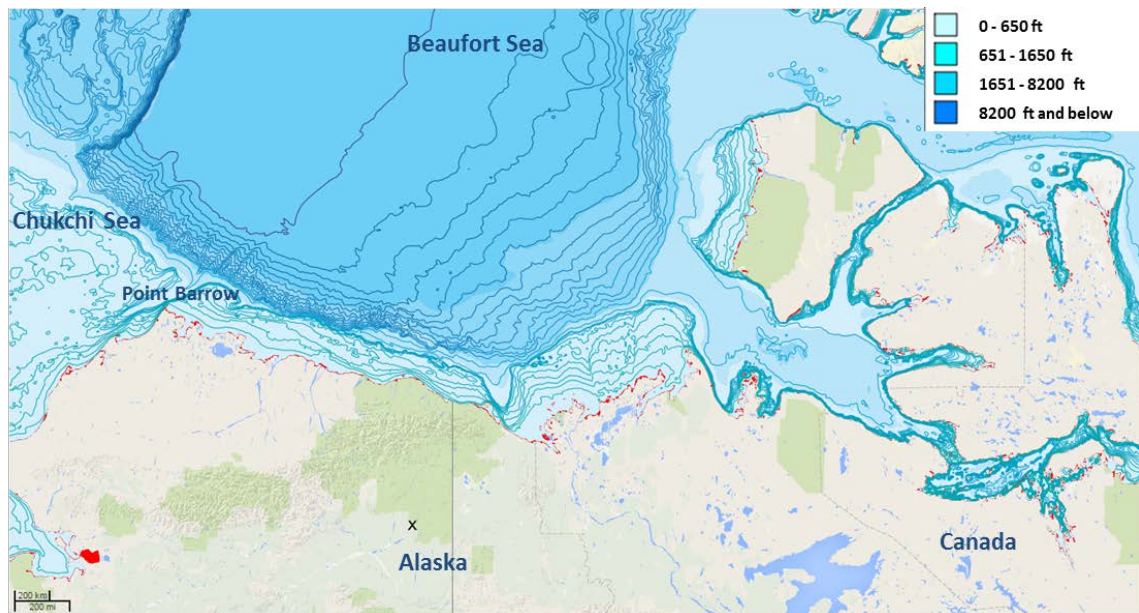 Beaufort Sea
0 - 650 ft
651 - 1650 ft
1651 - 8200 ft
8200 ft and below
Chukchi Sea
Point Barrow
x
Alaska
Canada
200 km
200 mi